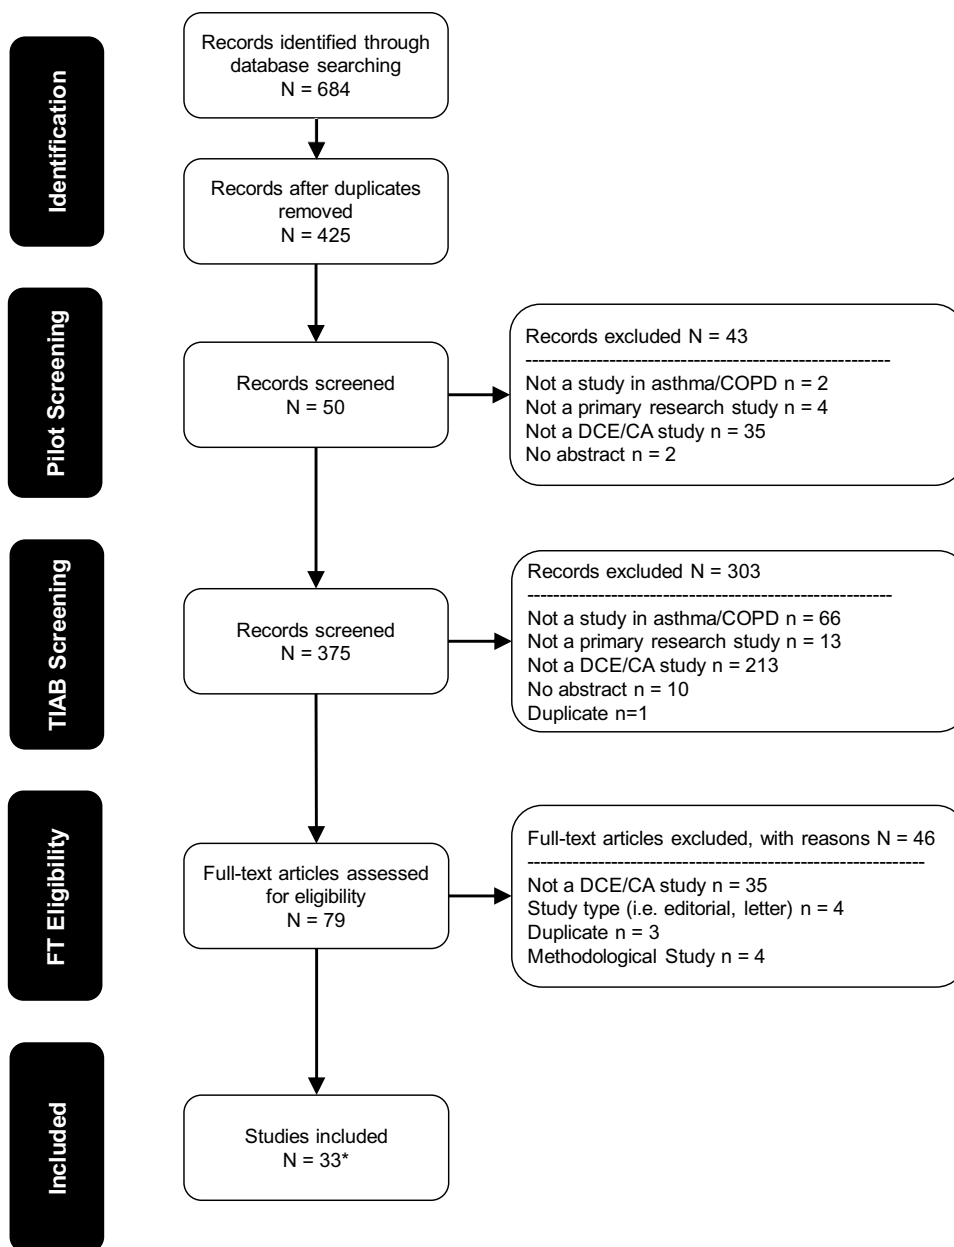 Identification
Records identified through
database searching
N = 684
Records after duplicates
removed
N = 425
Pilot Screening
Records screened
N = 50
Records excluded N = 43
--------------------------------------------------------
Not a study in asthma/COPD n = 2
Not a primary research study n = 4
Not a DCE/CA study n = 35
No abstract n = 2
TIAB Screening
Records screened
N = 375
Records excluded N = 303
--------------------------------------------------------
Not a study in asthma/COPD n = 66
Not a primary research study n = 13
Not a DCE/CA study n = 213
No abstract n = 10
Duplicate n=1
FT Eligibility
Full-text articles assessed
for eligibility
N = 79
Full-text articles excluded, with reasons N = 46
-------------------------------------------------------------
Not a DCE/CA study n = 35
Study type (i.e. editorial, letter) n = 4
Duplicate n = 3
Methodological Study n = 4
Included
Studies included
N = 33*